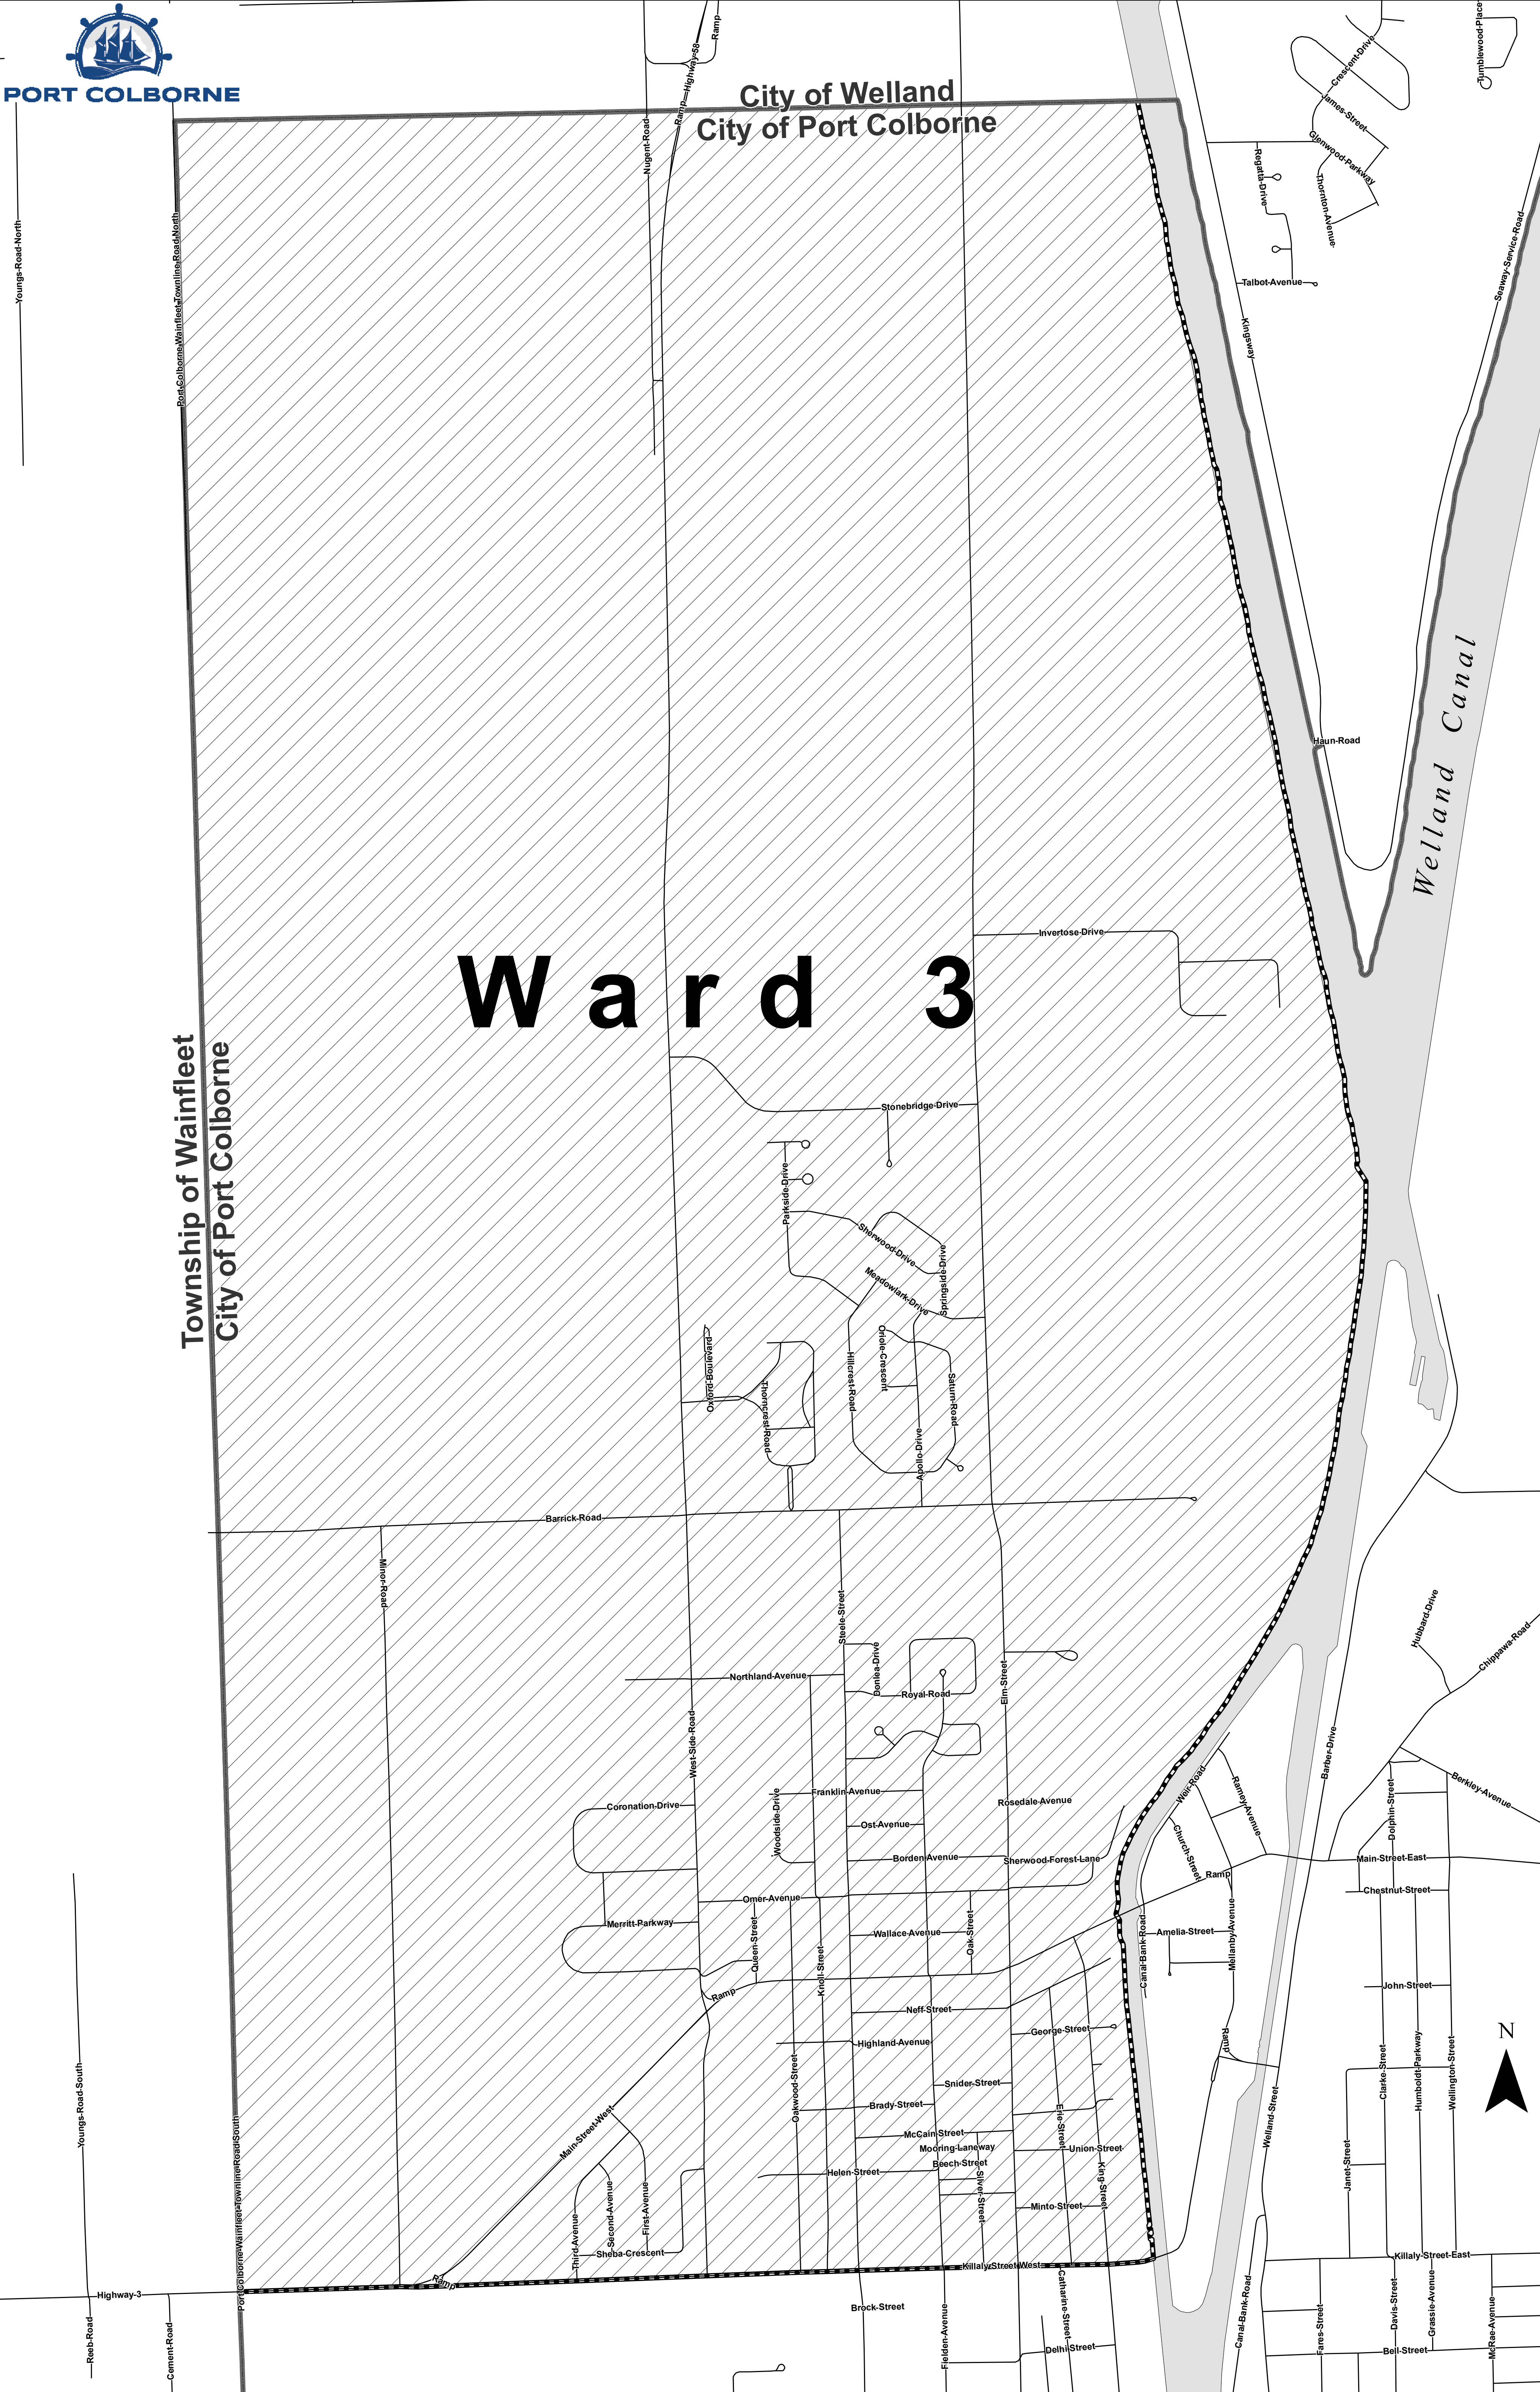 PORT COLBORNE
City of Welland
City of Port Colborne
Ramp
Highway 58
Ramp
Nugent Road
Youngs Road North
Port Colborne Wainfleet Townline Road North
Crescent Drive
James Street
Glenwood Parkway
Regatta Drive
Thornton Avenue
Talbot Avenue
Kingsway
Tumblewood Place
Seaway Service Road
Haun Road
Welland Canal
Invertose Drive
Ward 3
Township of Wainfleet
City of Port Colborne
Stonebridge Drive
Parkside Drive
Sherwood Drive
Springside Drive
Meadowlark Drive
Oxford Boulevard
Thorncrest Road
Hillcrest Road
Oriole Crescent
Saturn Road
Apollo Drive
Barrick Road
Minor Road
Steele Street
Donlea Drive
Northland Avenue
Royal Road
Elm Street
West Side Road
Hubbard Drive
Chippawa Road
Barber Drive
Weir Road
Ramey Avenue
Berkley Avenue
Dolphin Street
Coronation Drive
Woodside Drive
Franklin Avenue
Rosedale Avenue
Ost Avenue
Borden Avenue
Sherwood Forest Lane
Church Street
Ramp
Main Street East
Chestnut Street
Omer Avenue
Merritt Parkway
Queen Street
Wallace Avenue
Oak Street
Knoll Street
Canal Bank Road
Amelia Street
Mellanby Avenue
John Street
Ramp
Neff Street
George Street
Highland Avenue
Ramp
N
Clarke Street
Humboldt Parkway
Wellington Street
Oakwood Street
Snider Street
Brady Street
Erie Street
Main Street West
McCain Street
Mooring Laneway
Union Street
Beech Street
Helen Street
Silver Street
King Street
Minto Street
Welland Street
Janet Street
Youngs Road South
Port Colborne Wainfleet Townline Road South
Third Avenue
Second Avenue
First Avenue
Sheba Crescent
Killaly Street West
Killaly Street East
Highway 3
Ramp
Reeb Road
Cement Road
Brock Street
Fielden Avenue
Catharine Street
Delhi Street
Canal Bank Road
Fares Street
Davis Street
Grassie Avenue
Bell Street
McRae Avenue